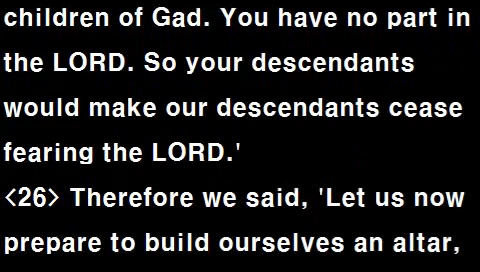 children of Gad. You have no part in
the LORD. So your descendants
would make our descendants cease
fearing the LORD.'
<26> Therefore we said, 'Let us now
prepare to build ourselves an altar,